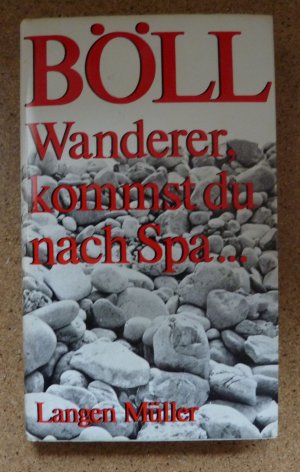 BÖLL
Wanderer,
kommst du
nach Spa...
Langen Müller